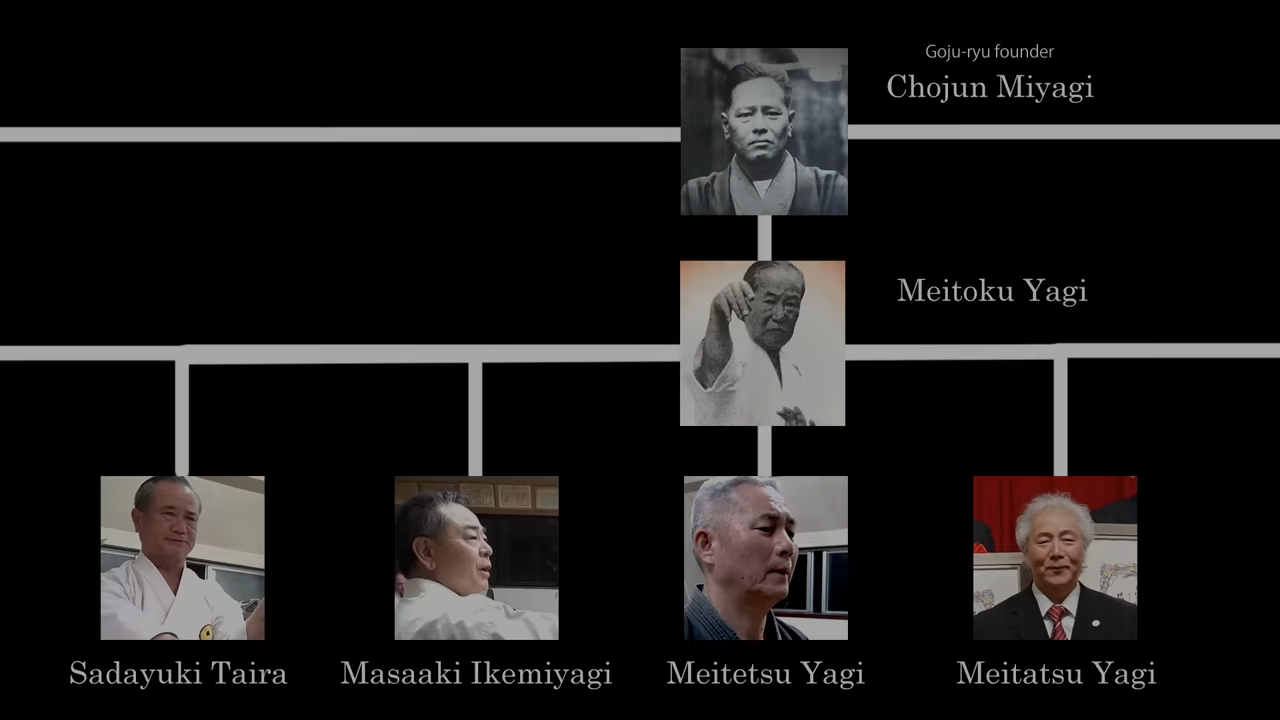 Goju-ryu founder
Chojun Miyagi
Meitoku Yagi
Sadayuki Taira
Masaaki Ikemiyagi
Meitetsu Yagi
Meitatsu Yagi